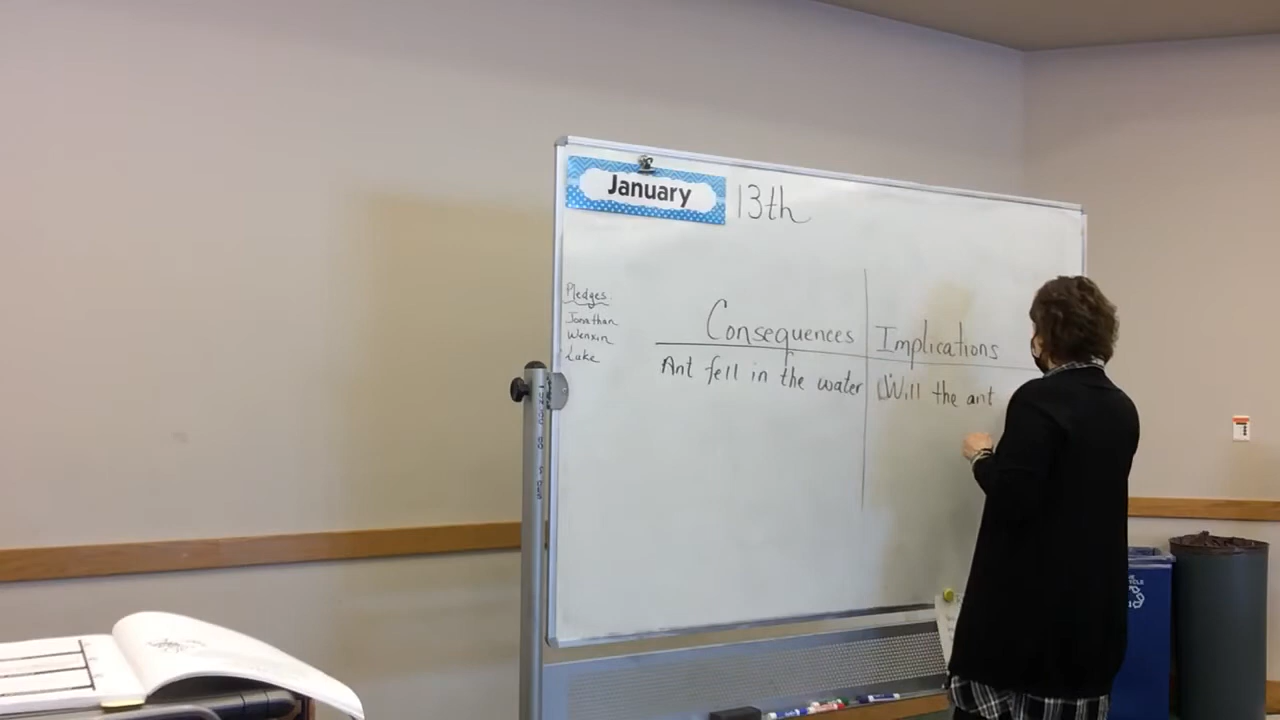 January 13th
Pledges:
Jonathan
Wenxin
Luke
Consequences
Ant fell in the water
Implications
Will the ant